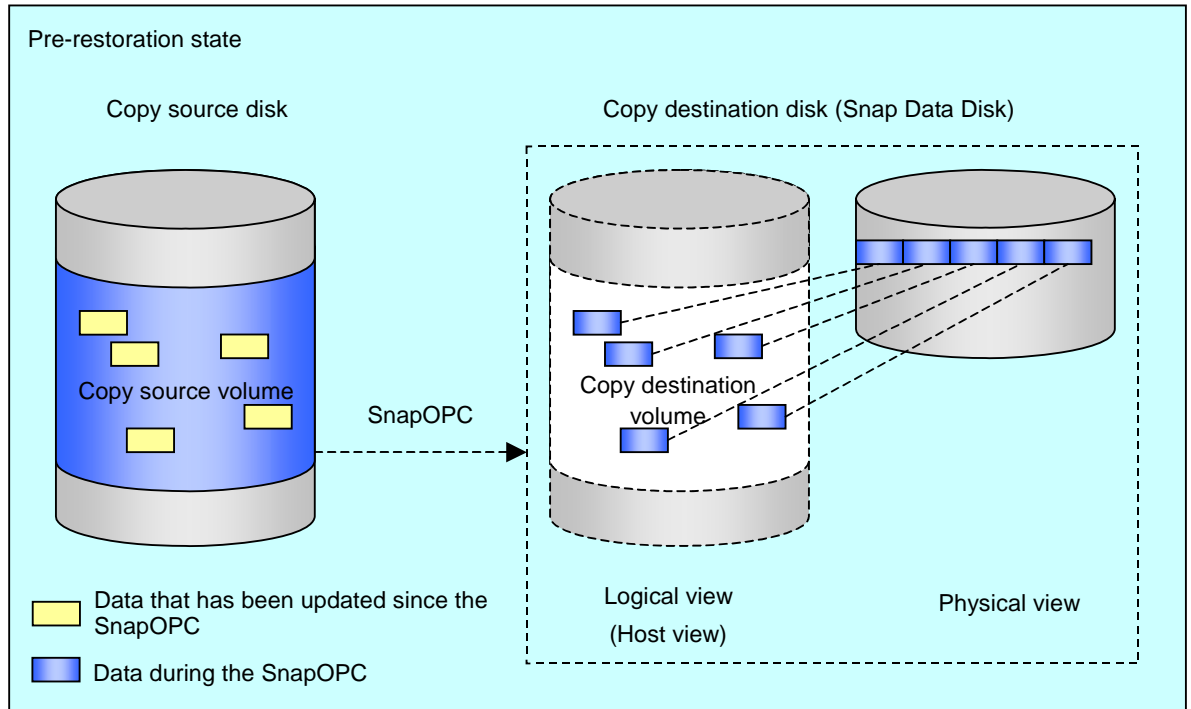 Pre-restoration state
Copy source disk
Copy destination disk (Snap Data Disk)
Copy source volume
SnapOPC
Copy destination
volume
Logical view
(Host view)
Physical view
Data that has been updated since the
SnapOPC
Data during the SnapOPC